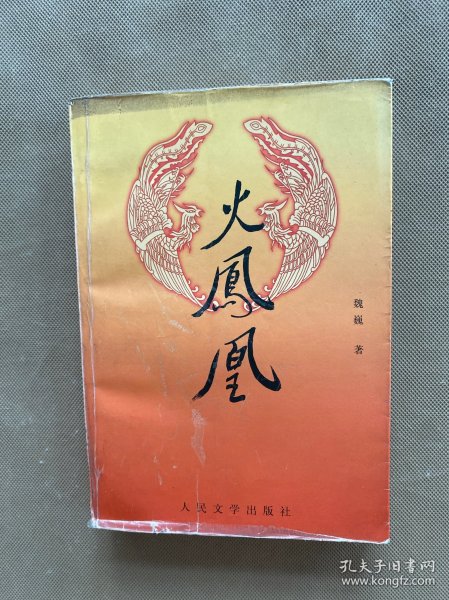 火鳳凰
魏巍 著
人民文学出版社
孔夫子旧书网
www.kongfz.com